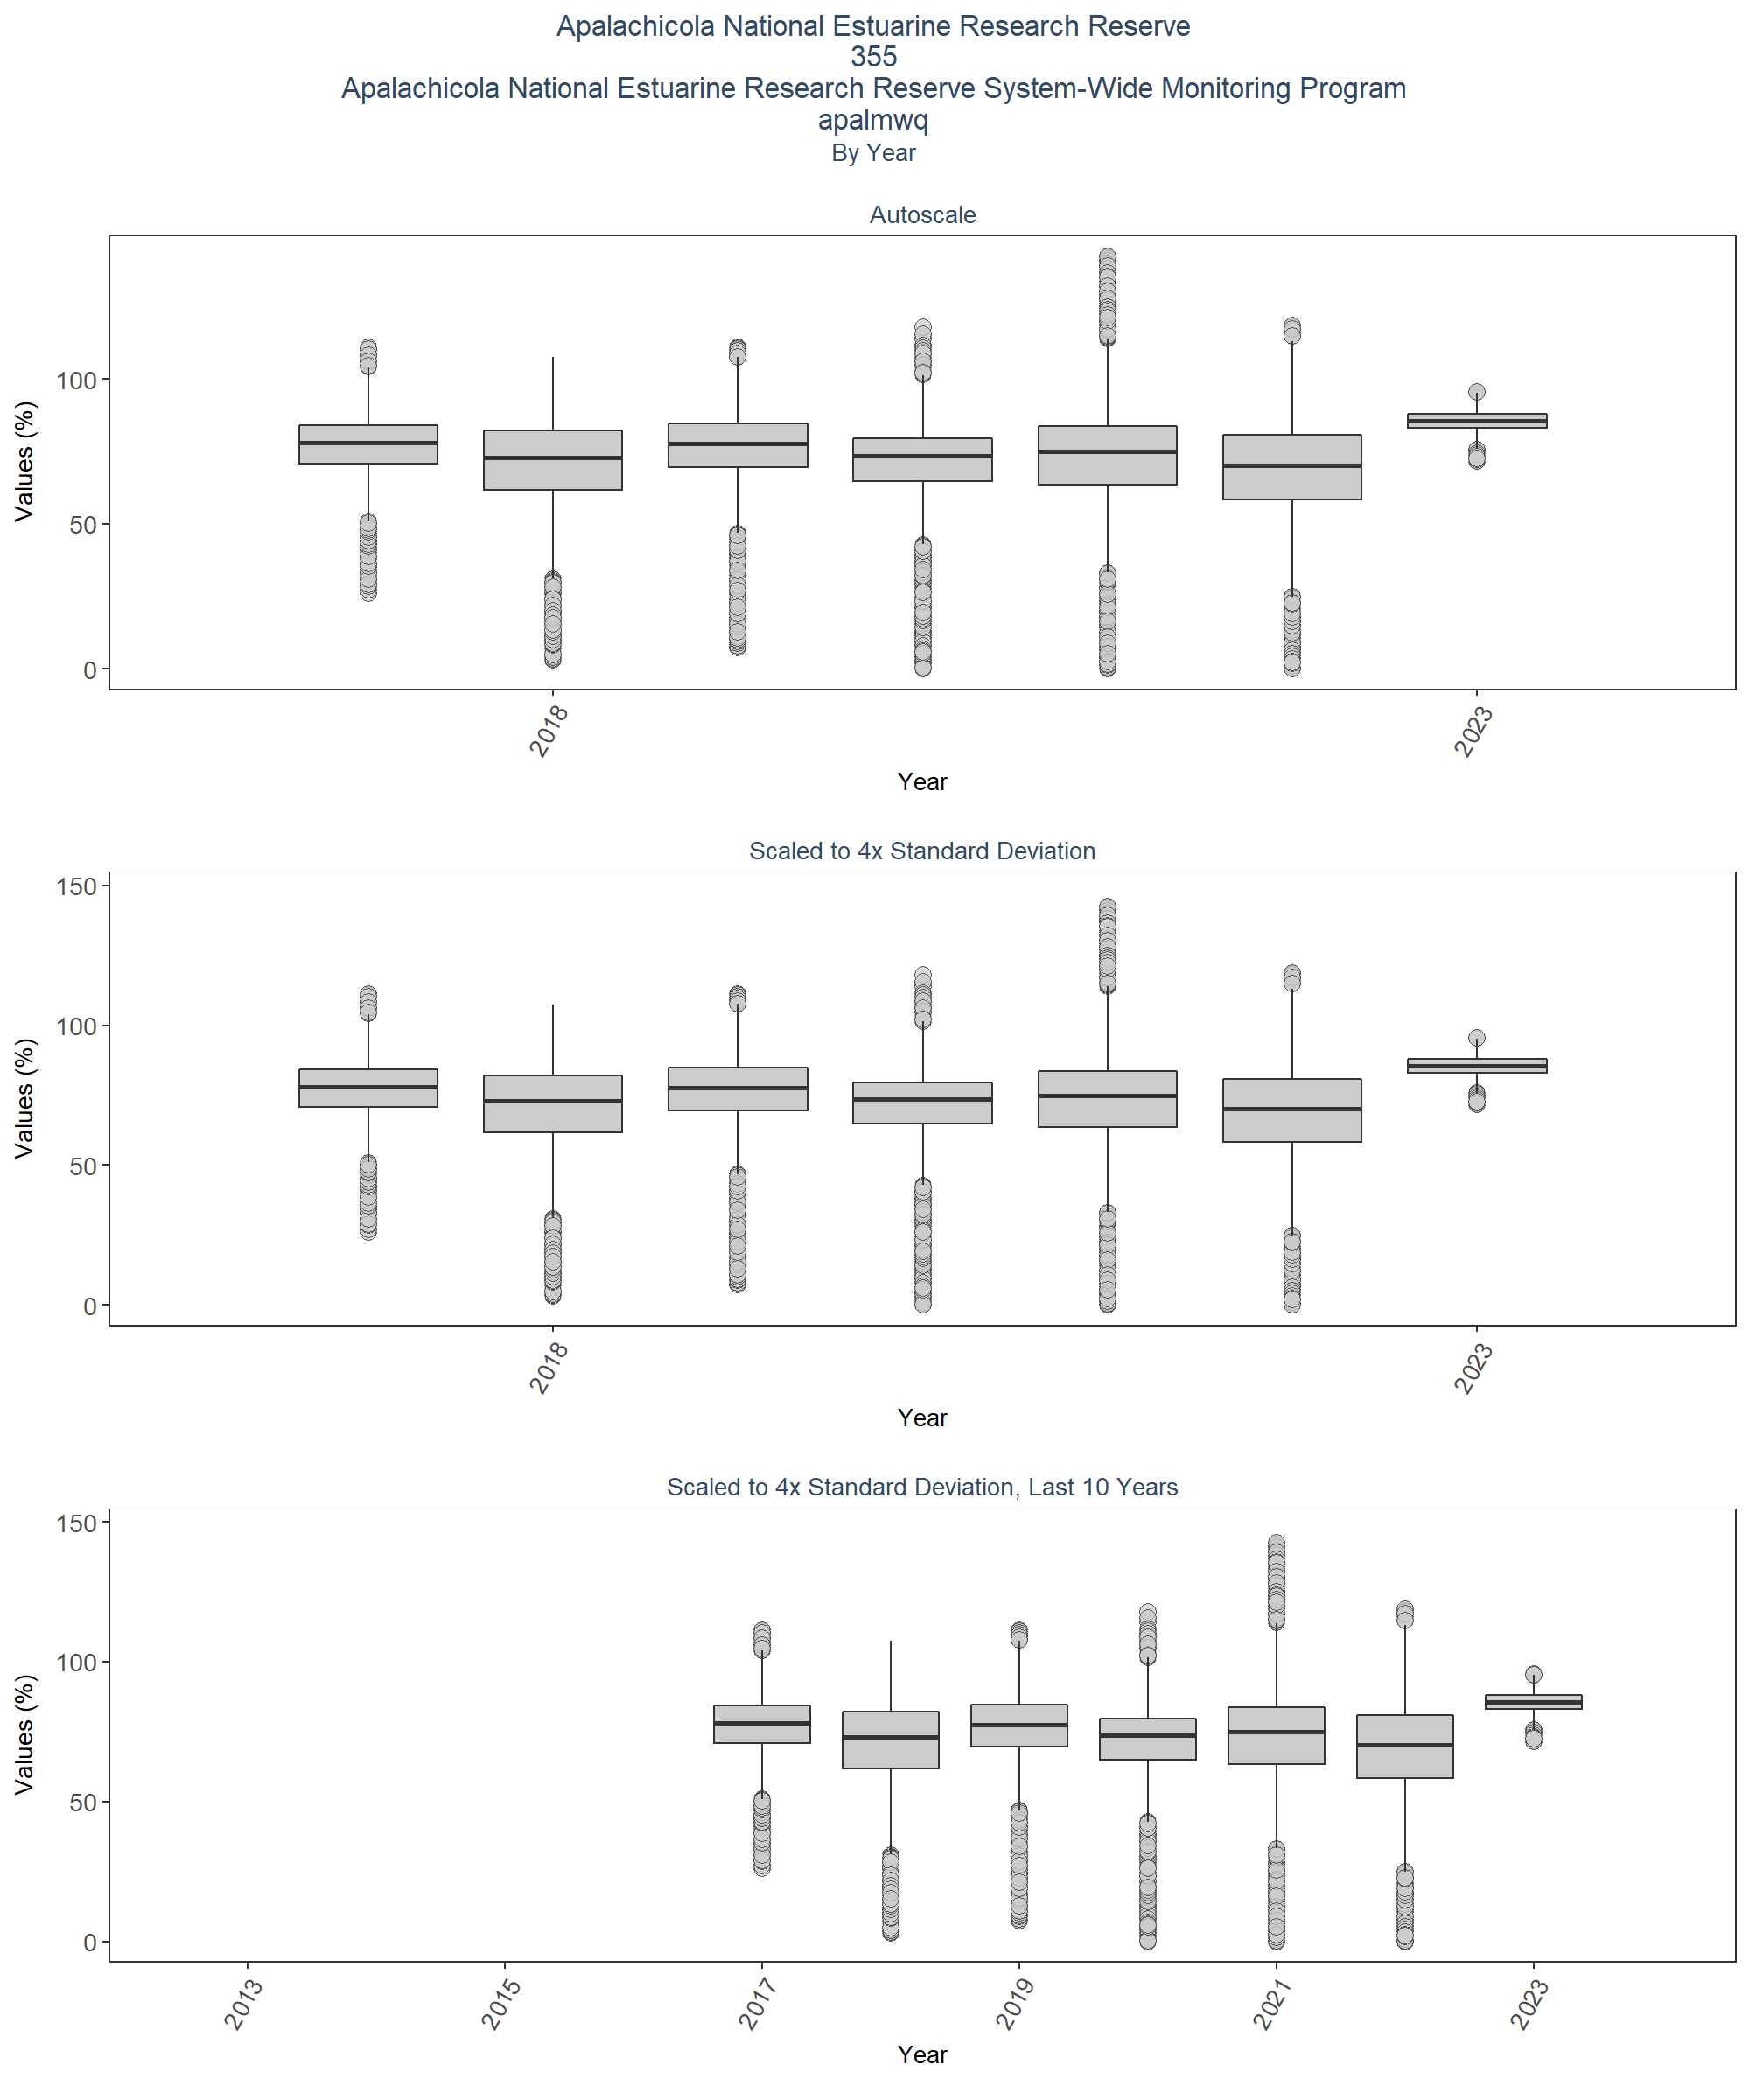 Apalachicola National Estuarine Research Reserve
355
Apalachicola National Estuarine Research Reserve System-Wide Monitoring Program
apalmwq
By Year
Autoscale
Values (%)
100
50
0
2018
2023
Year
Scaled to 4x Standard Deviation
Values (%)
150
100
50
0
2018
2023
Year
Scaled to 4x Standard Deviation, Last 10 Years
Values (%)
150
100
50
0
2013
2015
2017
2019
2021
2023
Year